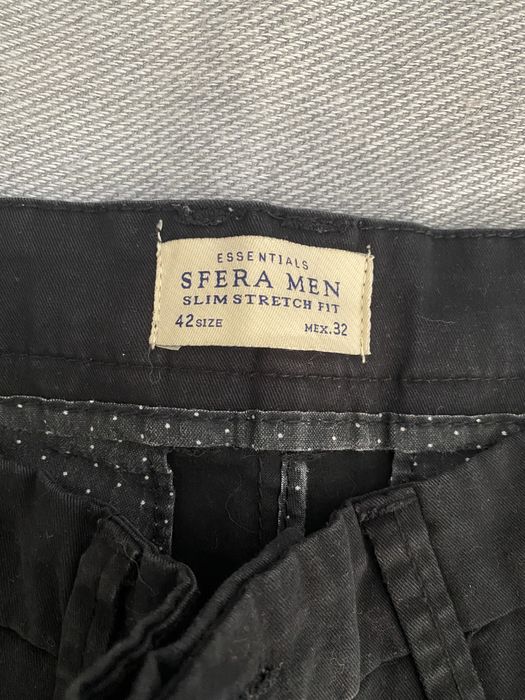 ESSENTIALS
SFERA MEN
SLIM STRETCH FIT
42 SIZE MEX.32